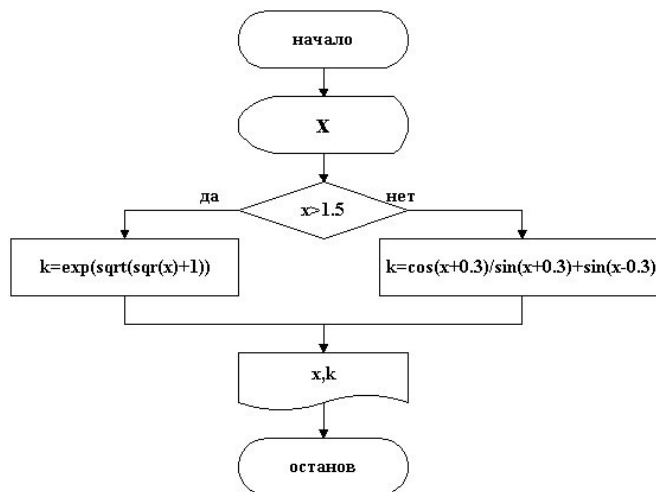 начало
X
да
x>1.5
нет
k=exp(sqrt(sqr(x)+1))
k=cos(x+0.3)/sin(x+0.3)+sin(x-0.3)
x,k
останов